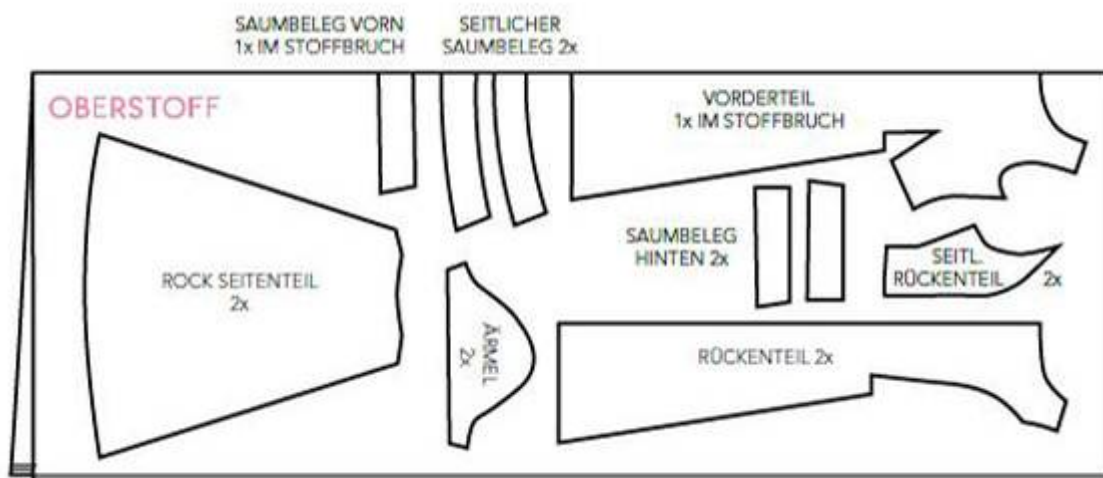 SAUMBELEG VORN
1x IM STOFFBRUCH
SEITLICHER
SAUMBELEG 2x
OBERSTOFF
VORDERTEIL
1x IM STOFFBRUCH
ROCK SEITENTEIL
2x
SAUMBELEG
HINTEN 2x
SEITL.
RÜCKENTEIL
2x
ÄRMEL
2x
RÜCKENTEIL 2x